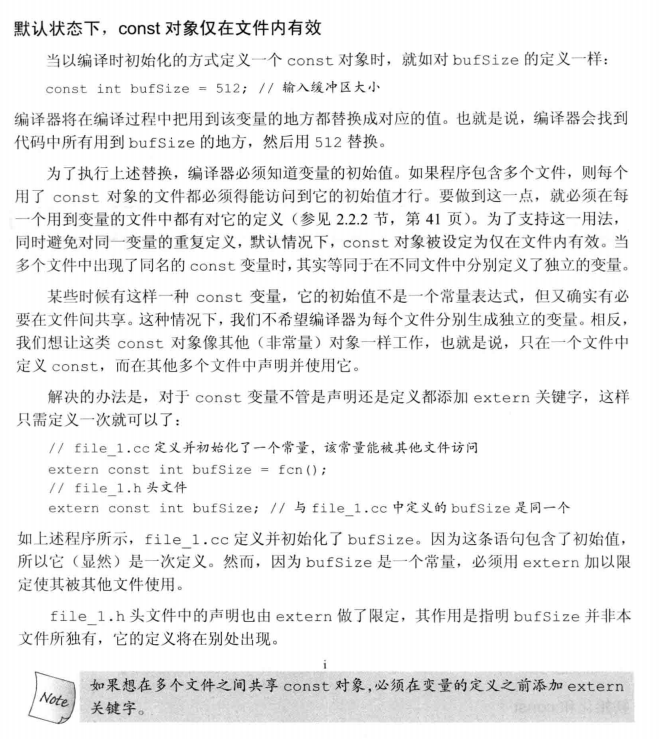 默认状态下，const 对象仅在文件内有效
当以编译时初始化的方式定义一个 const 对象时，就如对 bufSize 的定义一样：
const int bufSize = 512; // 输入缓冲区大小
编译器将在编译过程中把用到该变量的地方都替换成对应的值。也就是说，编译器会找到
代码中所有用到 bufSize 的地方，然后用 512 替换。
为了执行上述替换，编译器必须知道变量的初始值。如果程序包含多个文件，则每个
用了 const 对象的文件都必须得能访问到它的初始值才行。要做到这一点，就必须在每
一个用到变量的文件中都有对它的定义（参见 2.2.2 节，第 41 页）。为了支持这一用法，
同时避免对同一变量的重复定义，默认情况下，const 对象被设定为仅在文件内有效。当
多个文件中出现了同名的 const 变量时，其实等同于在不同文件中分别定义了独立的变量。
某些时候有这样一种 const 变量，它的初始值不是一个常量表达式，但又确实有必
要在文件间共享。这种情况下，我们不希望编译器为每个文件分别生成独立的变量。相反，
我们想让这类 const 对象像其他（非常量）对象一样工作，也就是说，只在一个文件中
定义 const，而在其他多个文件中声明并使用它。
解决的办法是，对于 const 变量不管是声明还是定义都添加 extern 关键字，这样
只需定义一次就可以了：
// file_1.cc 定义并初始化了一个常量，该常量能被其他文件访问
extern const int bufSize = fcn();
// file_1.h 头文件
extern const int bufSize; // 与 file_1.cc 中定义的 bufSize 是同一个
如上述程序所示，file_1.cc 定义并初始化了 bufSize。因为这条语句包含了初始值，
所以它（显然）是一次定义。然而，因为 bufSize 是一个常量，必须用 extern 加以限
定使其被其他文件使用。
file_1.h 头文件中的声明也由 extern 做了限定，其作用是指明 bufSize 并非本
文件所独有，它的定义将在别处出现。
i
Note
如果想在多个文件之间共享 const 对象，必须在变量的定义之前添加 extern
关键字。